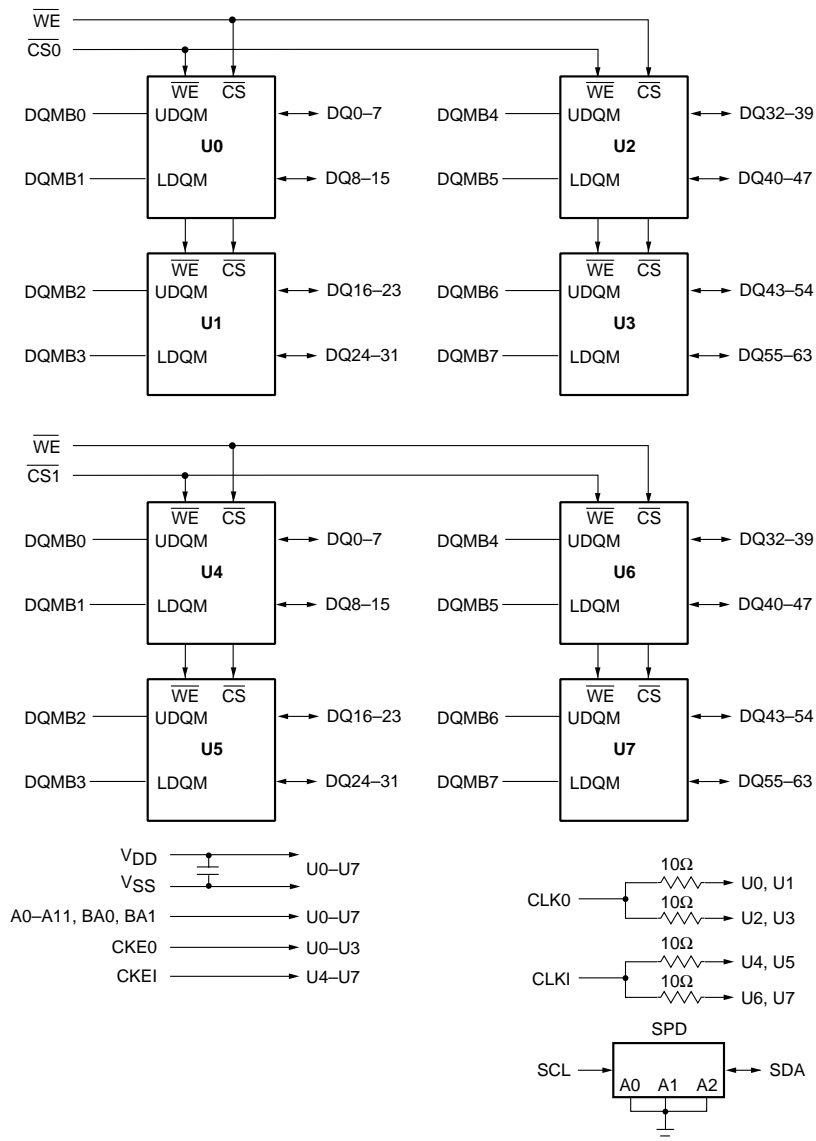 WE
CS0
WE CS
WE CS
DQMB0 UDQM DQ0–7
DQMB4 UDQM DQ32–39
U0
U2
DQMB1 LDQM DQ8–15
DQMB5 LDQM DQ40–47
WE CS
WE CS
DQMB2 UDQM DQ16–23
DQMB6 UDQM DQ43–54
U1
U3
DQMB3 LDQM DQ24–31
DQMB7 LDQM DQ55–63
WE
CS1
WE CS
WE CS
DQMB0 UDQM DQ0–7
DQMB4 UDQM DQ32–39
U4
U6
DQMB1 LDQM DQ8–15
DQMB5 LDQM DQ40–47
WE CS
WE CS
DQMB2 UDQM DQ16–23
DQMB6 UDQM DQ43–54
U5
U7
DQMB3 LDQM DQ24–31
DQMB7 LDQM DQ55–63
VDD
U0–U7
VSS
A0–A11, BA0, BA1 U0–U7
CKE0 U0–U3
CKEI U4–U7
10Ω
U0, U1
CLK0
10Ω
U2, U3
10Ω
U4, U5
CLKI
10Ω
U6, U7
SPD
SCL SDA
A0 A1 A2